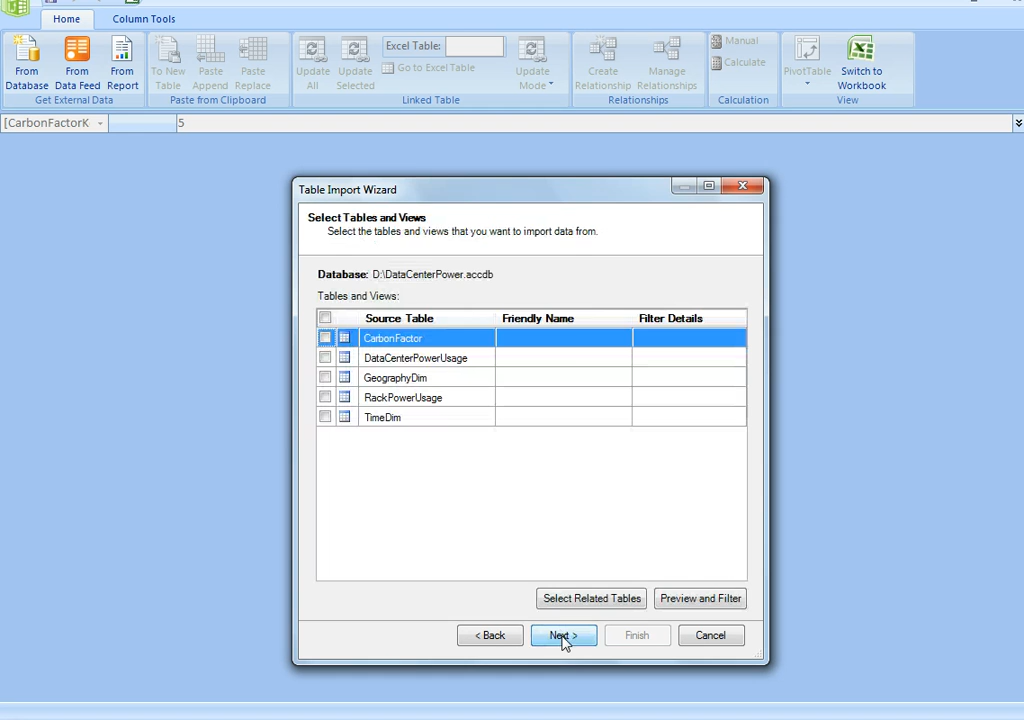 Home Column Tools
From Database
From Data Feed
From Report
Get External Data
To New Table
Paste Append
Paste Replace
Paste from Clipboard
Update All
Update Selected
Excel Table:
Go to Excel Table
Update Mode
Linked Table
Create Relationship
Manage Relationships
Relationships
Manual
Calculate
Calculation
PivotTable
Switch to Workbook
View
[CarbonFactorK 5
Table Import Wizard
Select Tables and Views
Select the tables and views that you want to import data from.
Database: D:\DataCenterPower.accdb
Tables and Views:
Source Table Friendly Name Filter Details
CarbonFactor
DataCenterPowerUsage
GeographyDim
RackPowerUsage
TimeDim
Select Related Tables Preview and Filter
< Back Next > Finish Cancel